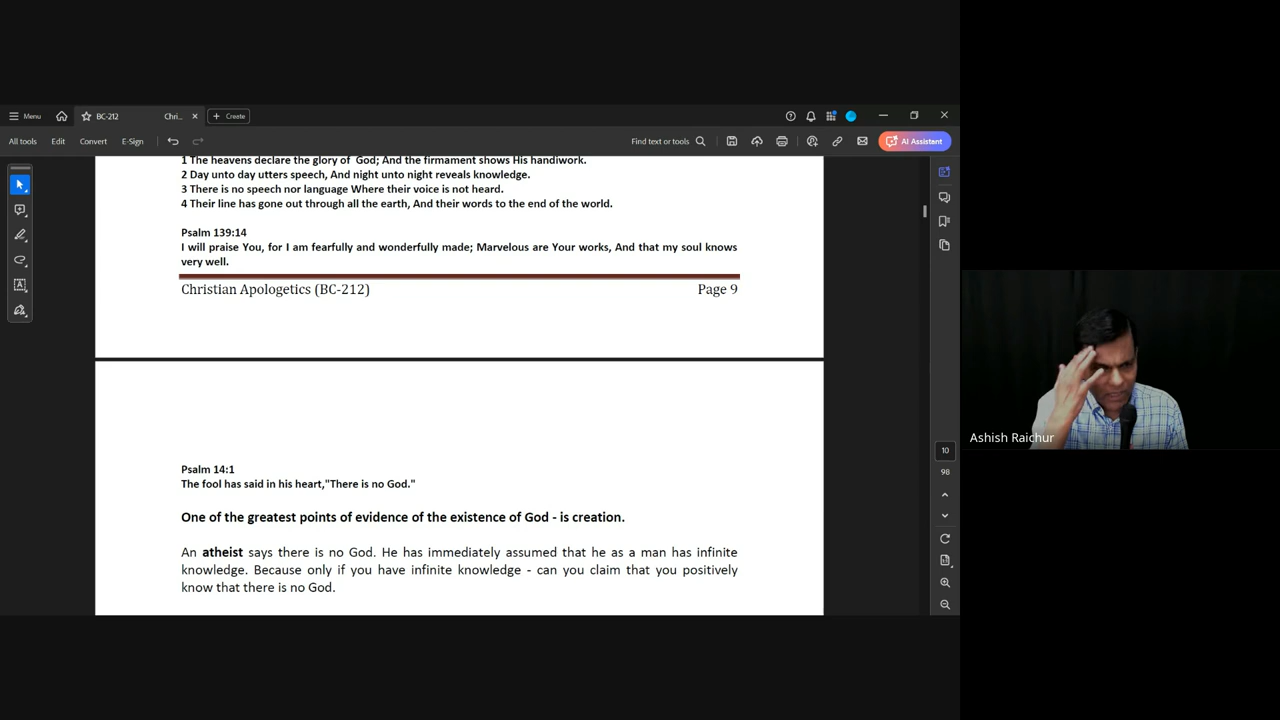 Menu
BC-212
Chri...
Create
All tools
Edit
Convert
E-Sign
Find text or tools
AI Assistant
1 The heavens declare the glory of God; And the firmament shows His handiwork.
2 Day unto day utters speech, And night unto night reveals knowledge.
3 There is no speech nor language Where their voice is not heard.
4 Their line has gone out through all the earth, And their words to the end of the world.
Psalm 139:14
I will praise You, for I am fearfully and wonderfully made; Marvelous are Your works, And that my soul knows
very well.
Christian Apologetics (BC-212) Page 9
Psalm 14:1
The fool has said in his heart,"There is no God."
One of the greatest points of evidence of the existence of God - is creation.
An atheist says there is no God. He has immediately assumed that he as a man has infinite
knowledge. Because only if you have infinite knowledge - can you claim that you positively
know that there is no God.
10
98
Ashish Raichur